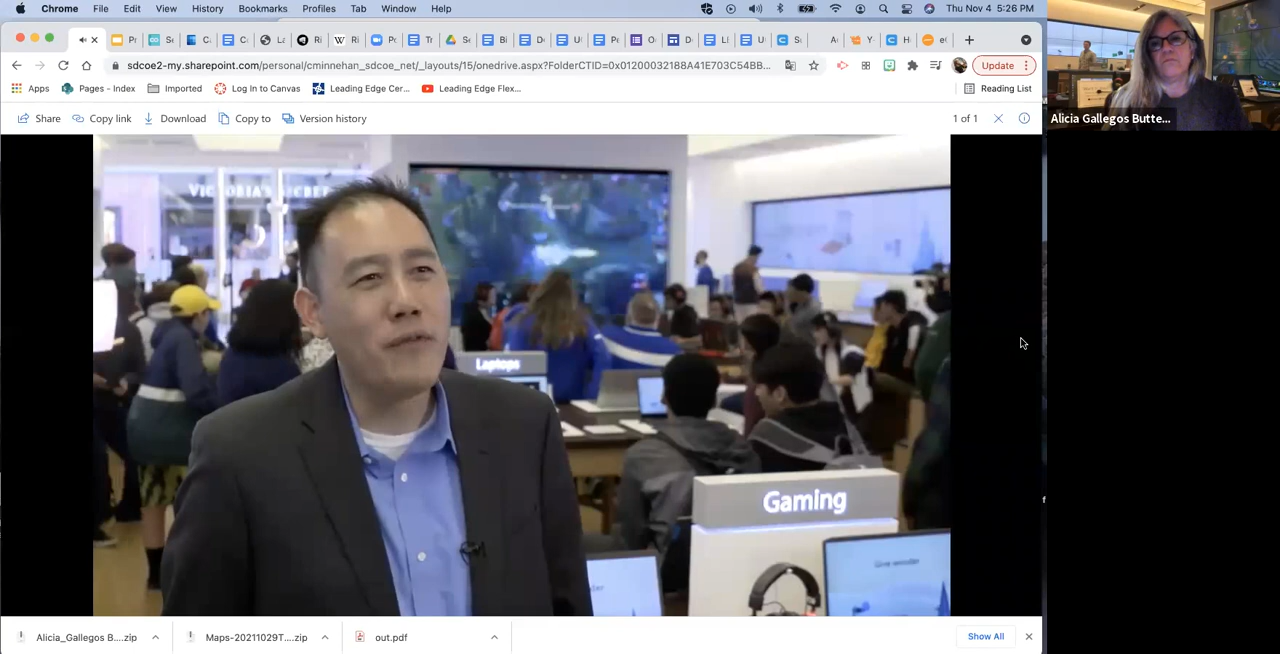 Chrome File Edit View History Bookmarks Profiles Tab Window Help Thu Nov 4 5:26 PM
sdcoe2-my.sharepoint.com/personal/cminnehan_sdcoe_net/_layouts/15/onedrive.aspx?FolderCTID=0x01200032188A41E703C54BB... Update
Apps Pages - Index Imported Log In to Canvas Leading Edge Cer... Leading Edge Flex... Reading List
Share Copy link Download Copy to Version history 1 of 1
Alicia Gallegos Butte...
VICTORIA'S SECRET
Laptops
Gaming
Alicia_Gallegos B....zip Maps-20211029T....zip out.pdf Show All